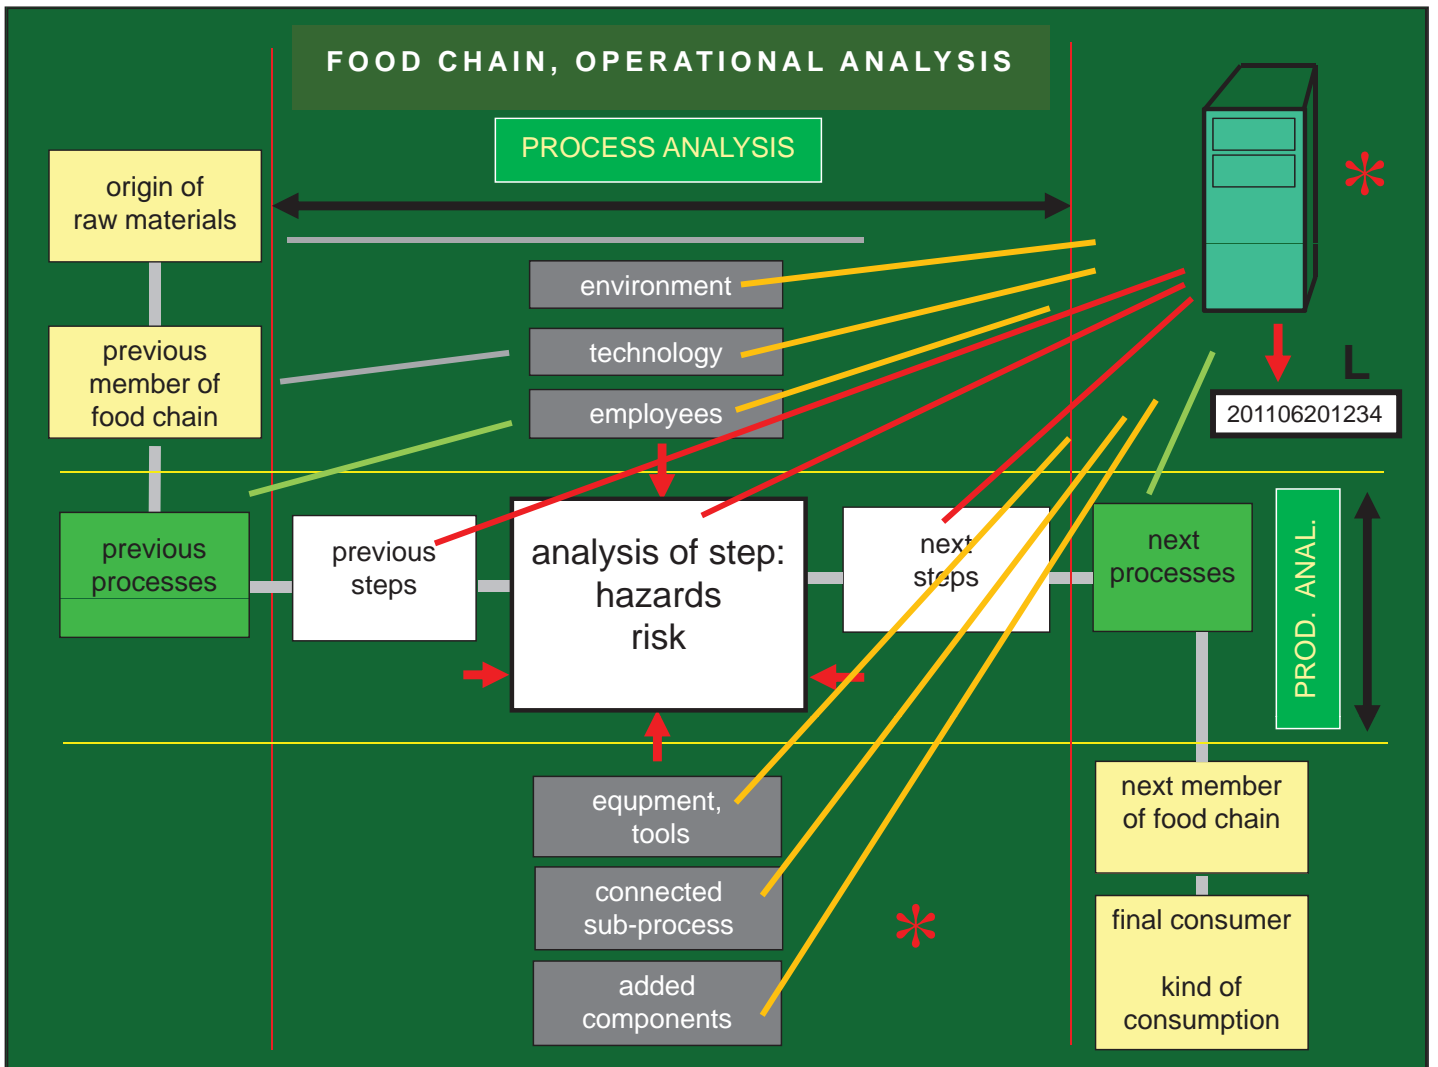 FOOD CHAIN, OPERATIONAL ANALYSIS
PROCESS ANALYSIS
origin of
raw materials
*
environment
previous
member of
food chain
technology
employees
L
201106201234
previous
processes
previous
steps
analysis of step:
hazards
risk
next
steps
next
processes
PROD. ANAL.
equpment,
tools
connected
sub-process
added
components
*
next member
of food chain
final consumer
kind of
consumption